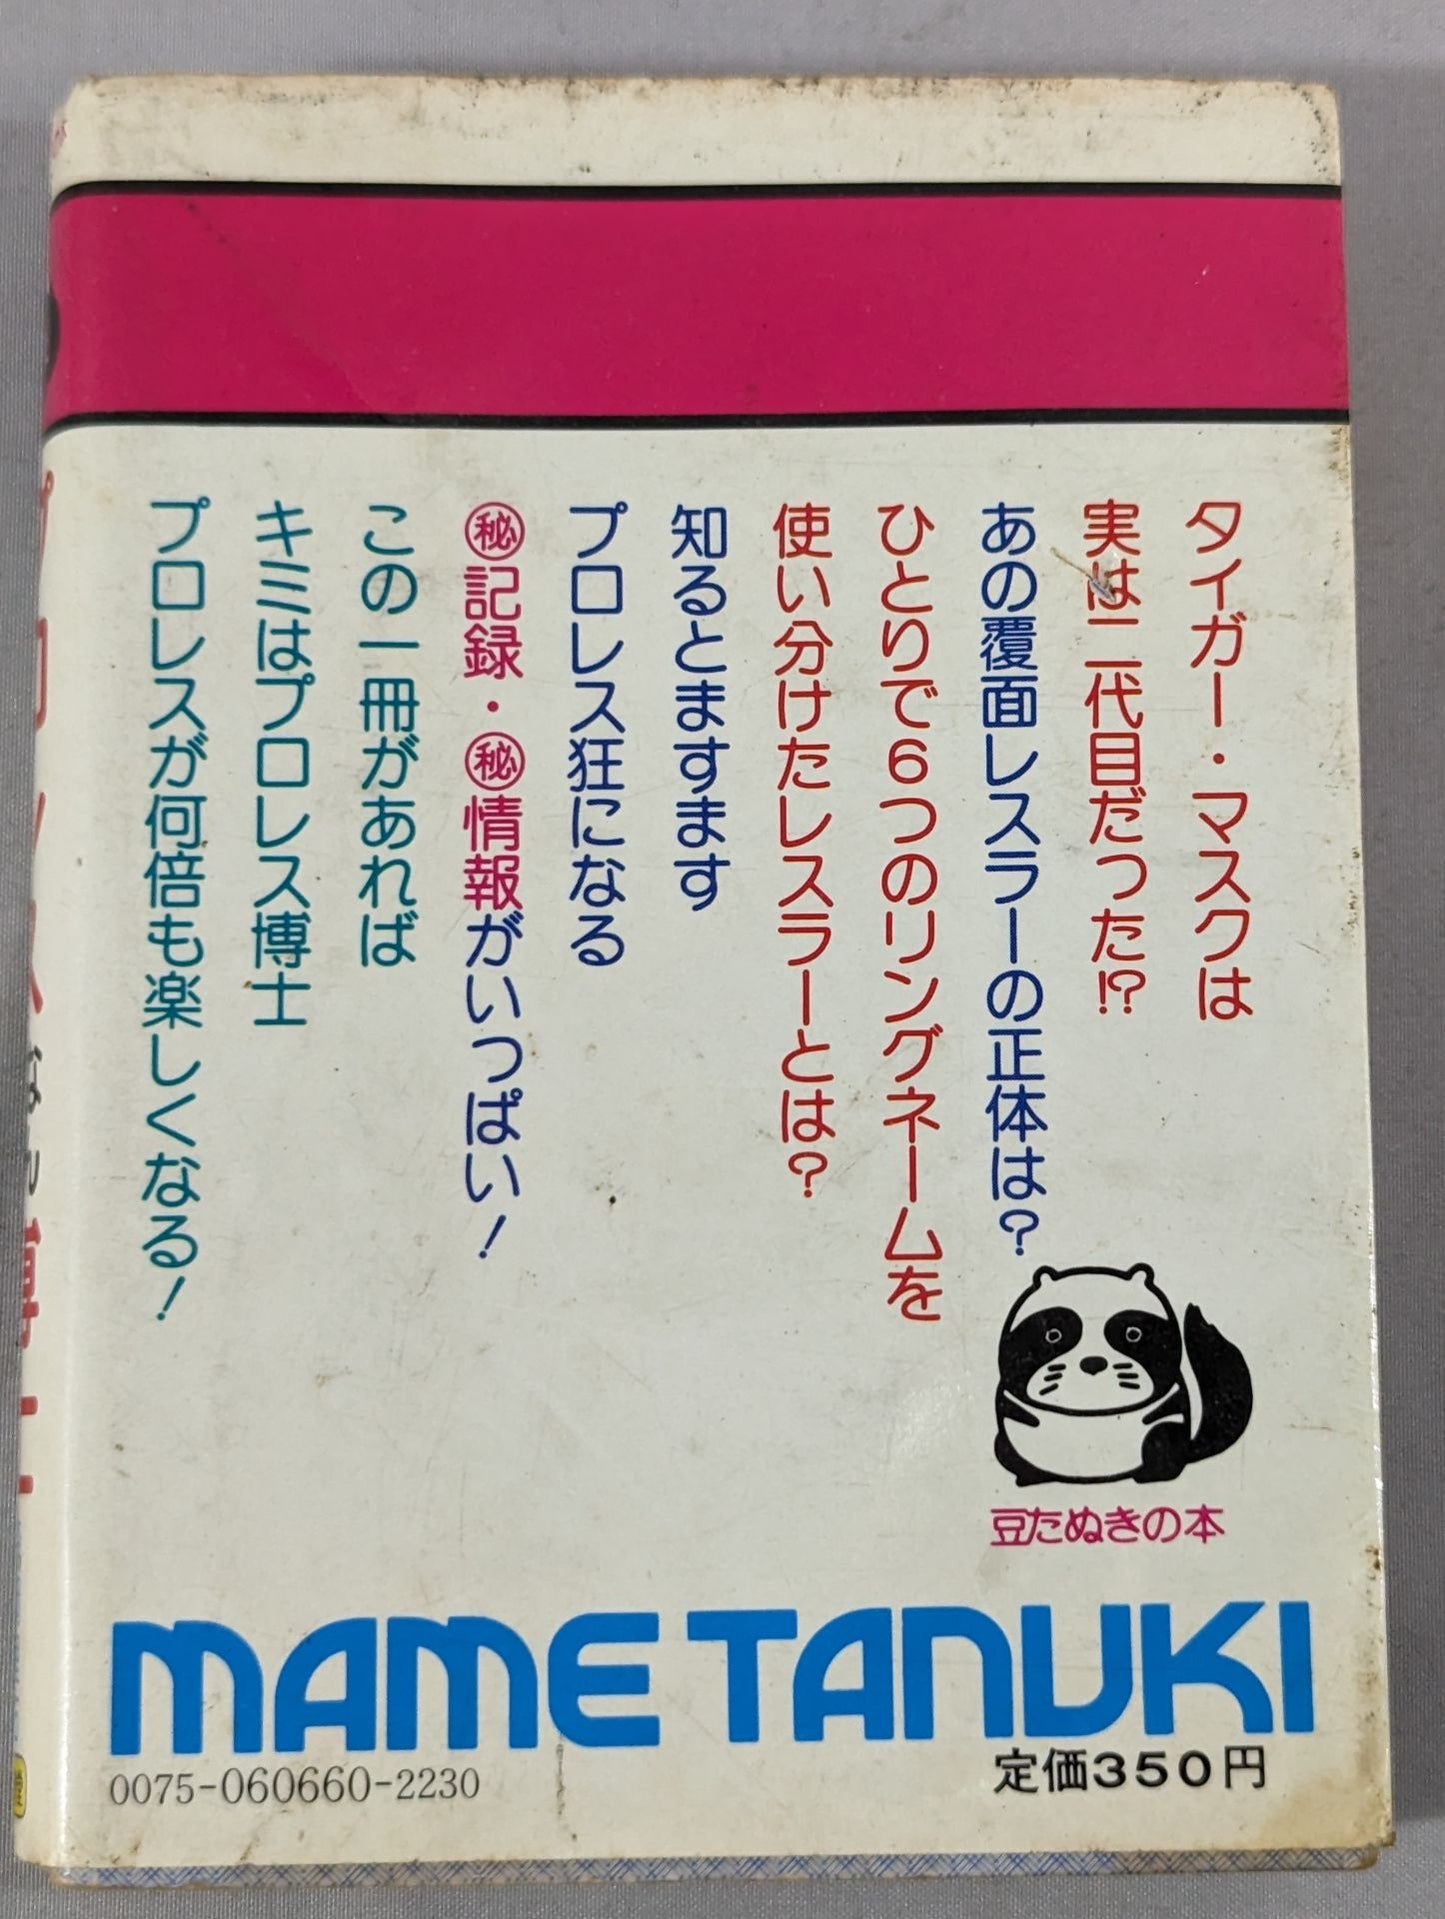 タイガー・マスクは
実は二代目だった!?
あの覆面レスラーの正体は?
ひとりで6つのリングネームを
使い分けたレスラーとは?
知るとますます
プロレス狂になる
㊙記録・㊙情報がいっぱい!
この一冊があれば
キミはプロレス博士
プロレスが何倍も楽しくなる!
豆たぬきの本
MAMETANUKI
0075-060660-2230
定価350円